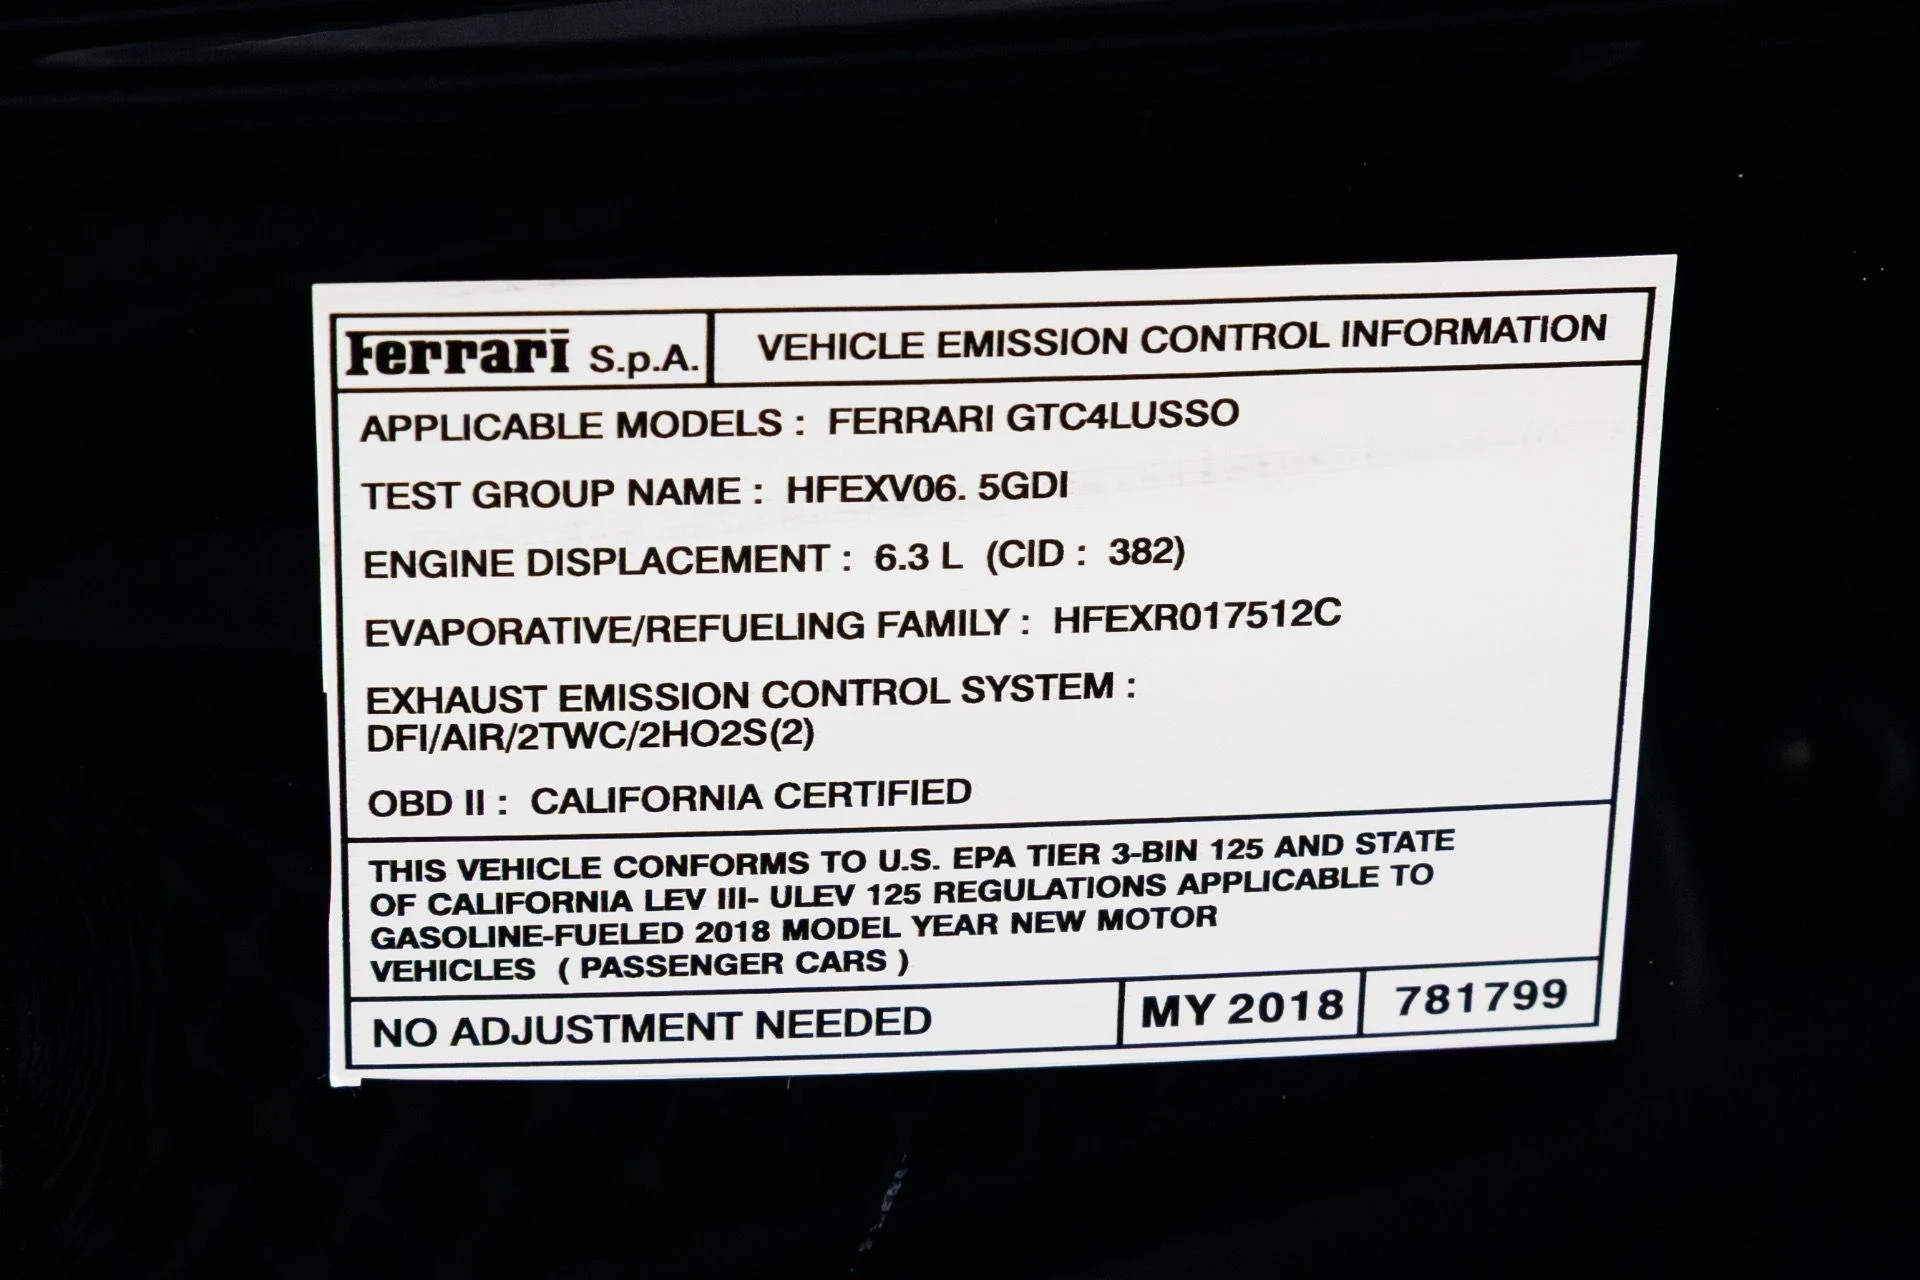 Ferrari S.p.A. VEHICLE EMISSION CONTROL INFORMATION
APPLICABLE MODELS : FERRARI GTC4LUSSO
TEST GROUP NAME : HFEXV06. 5GDI
ENGINE DISPLACEMENT : 6.3 L (CID : 382)
EVAPORATIVE/REFUELING FAMILY : HFEXR017512C
EXHAUST EMISSION CONTROL SYSTEM :
DFI/AIR/2TWC/2HO2S(2)
OBD II : CALIFORNIA CERTIFIED
THIS VEHICLE CONFORMS TO U.S. EPA TIER 3-BIN 125 AND STATE
OF CALIFORNIA LEV III- ULEV 125 REGULATIONS APPLICABLE TO
GASOLINE-FUELED 2018 MODEL YEAR NEW MOTOR
VEHICLES ( PASSENGER CARS )
NO ADJUSTMENT NEEDED MY 2018 781799